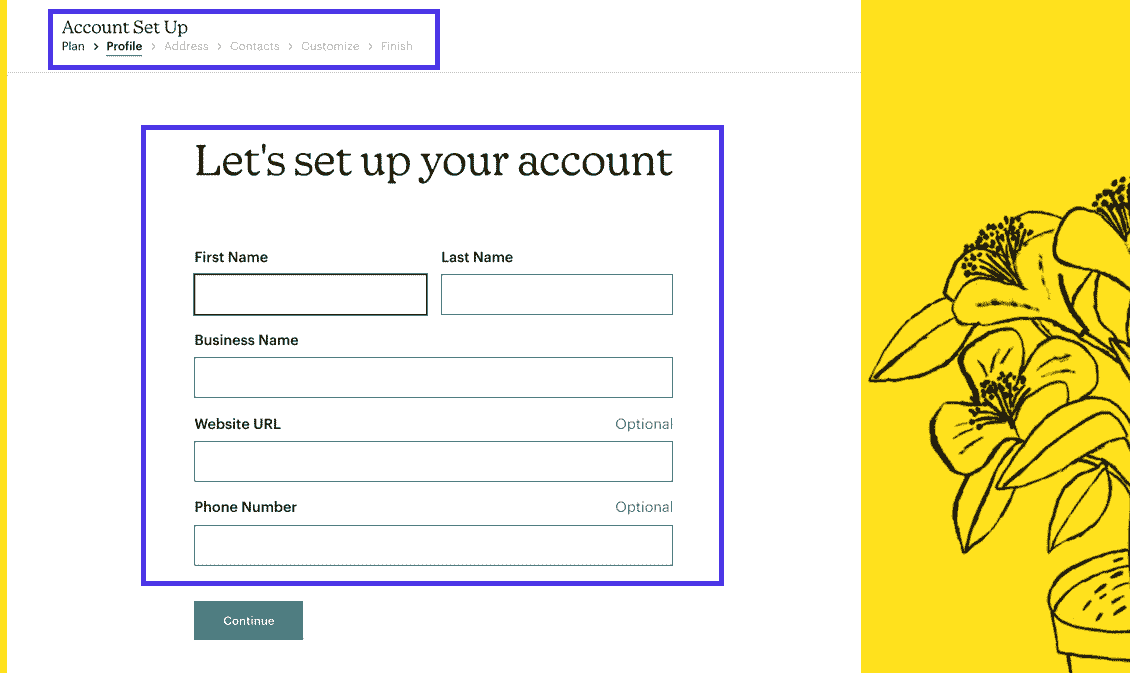 Account Set Up
Plan > Profile > Address > Contacts > Customize > Finish
Let's set up your account
First Name Last Name
Business Name
Website URL Optional
Phone Number Optional
Continue